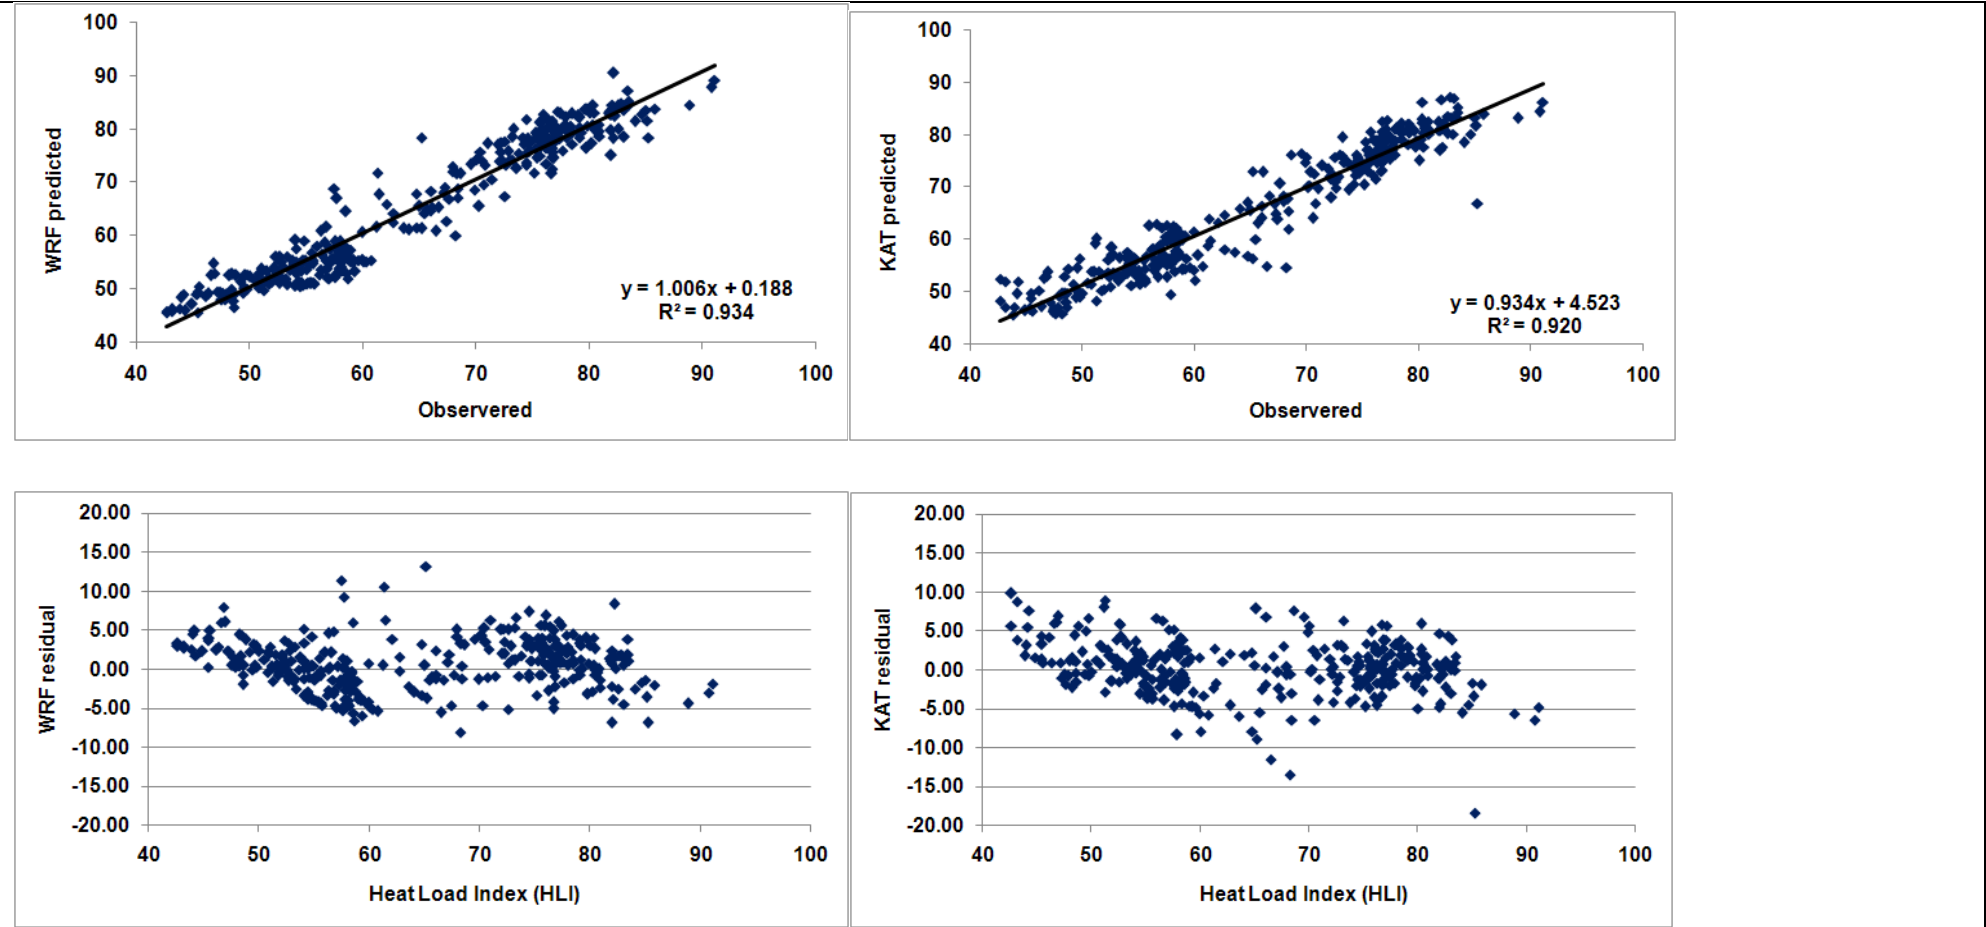 100
90
80
70
60
50
40
WRF predicted
y = 1.006x + 0.188
R² = 0.934
40 50 60 70 80 90 100
Observered
100
90
80
70
60
50
40
KAT predicted
y = 0.934x + 4.523
R² = 0.920
40 50 60 70 80 90 100
Observered
20.00
15.00
10.00
5.00
0.00
-5.00
-10.00
-15.00
-20.00
WRF residual
40 50 60 70 80 90 100
Heat Load Index (HLI)
20.00
15.00
10.00
5.00
0.00
-5.00
-10.00
-15.00
-20.00
KAT residual
40 50 60 70 80 90 100
Heat Load Index (HLI)